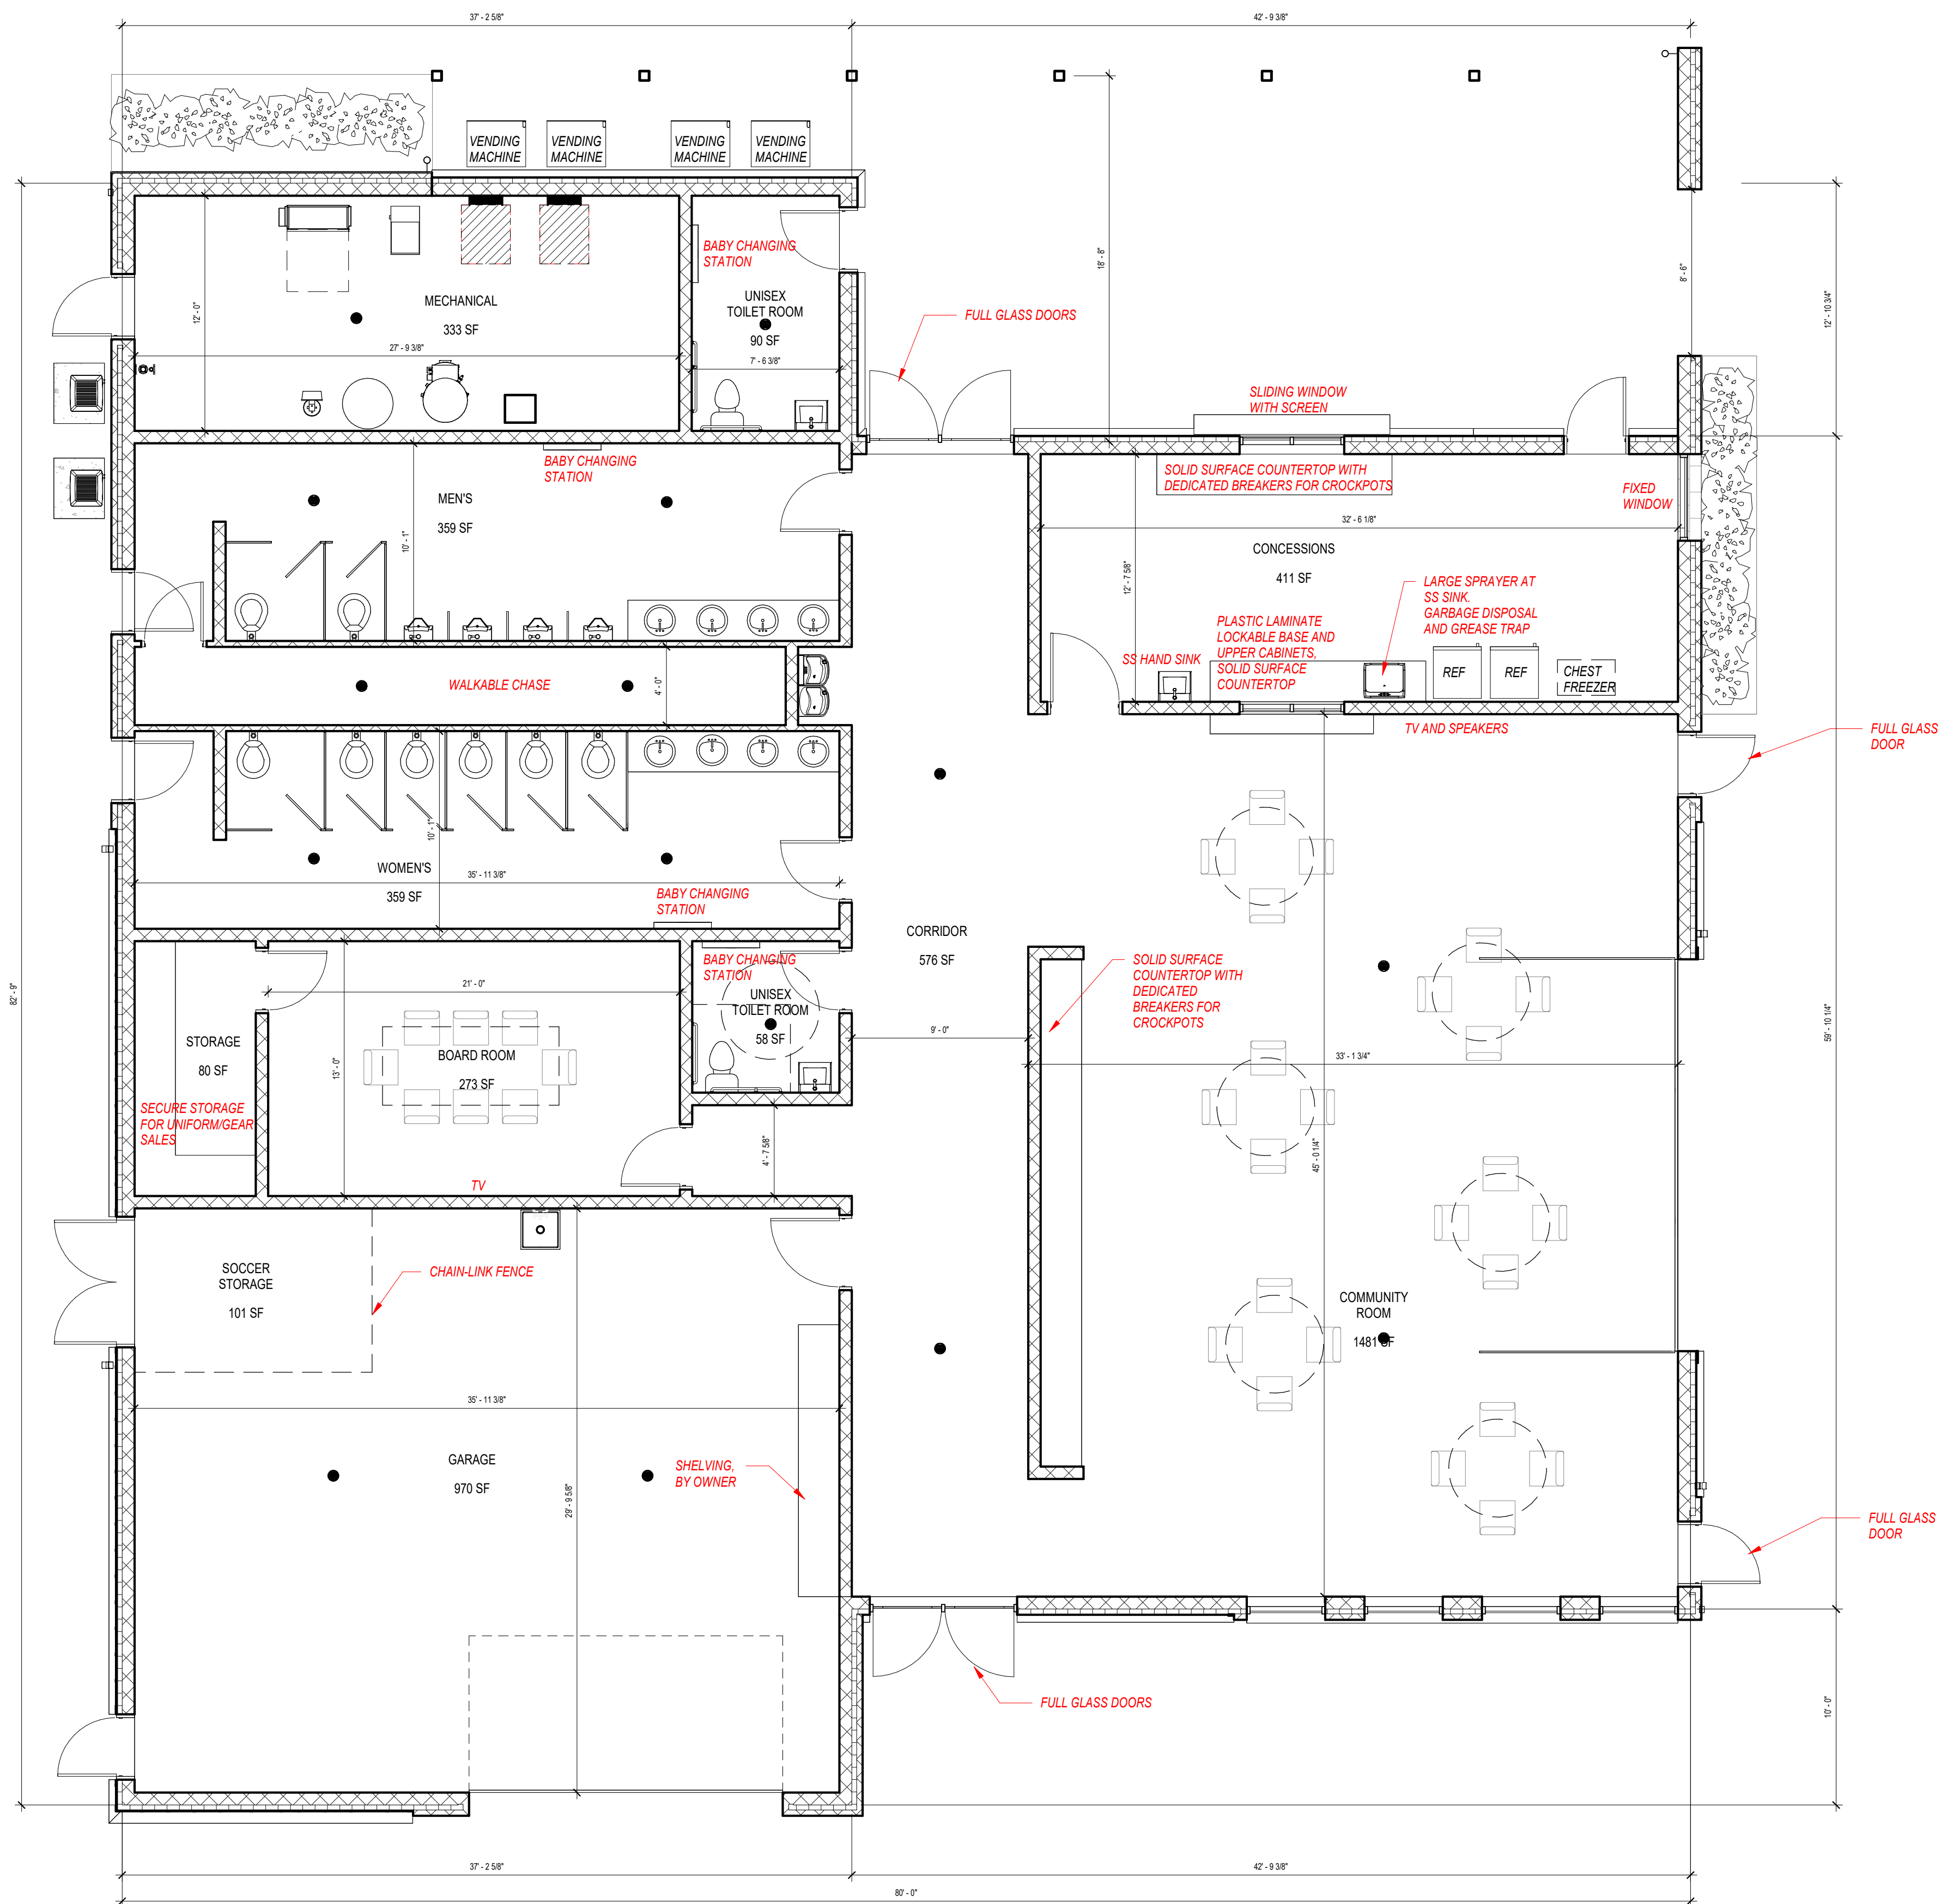 37' - 2 5/8"
42' - 9 3/8"
VENDING
MACHINE
VENDING
MACHINE
VENDING
MACHINE
VENDING
MACHINE
BABY CHANGING
STATION
UNISEX
TOILET ROOM
90 SF
7' - 6 3/8"
MECHANICAL
333 SF
12' - 0"
27' - 9 3/8"
18' - 8"
8' - 6"
12' - 10 3/4"
FULL GLASS DOORS
SLIDING WINDOW
WITH SCREEN
BABY CHANGING
STATION
MEN'S
359 SF
10' - 1"
SOLID SURFACE COUNTERTOP WITH
DEDICATED BREAKERS FOR CROCKPOTS
FIXED
WINDOW
32' - 6 1/8"
CONCESSIONS
411 SF
12' - 7 5/8"
LARGE SPRAYER AT
SS SINK.
GARBAGE DISPOSAL
AND GREASE TRAP
PLASTIC LAMINATE
LOCKABLE BASE AND
UPPER CABINETS,
SOLID SURFACE
COUNTERTOP
SS HAND SINK
REF
REF
CHEST
FREEZER
WALKABLE CHASE
4' - 0"
TV AND SPEAKERS
FULL GLASS
DOOR
10' - 1"
WOMEN'S
359 SF
35' - 11 3/8"
BABY CHANGING
STATION
CORRIDOR
576 SF
BABY CHANGING
STATION
UNISEX
TOILET ROOM
58 SF
SOLID SURFACE
COUNTERTOP WITH
DEDICATED
BREAKERS FOR
CROCKPOTS
82' - 9"
21' - 0"
STORAGE
80 SF
13' - 0"
BOARD ROOM
273 SF
9' - 0"
33' - 1 3/4"
59' - 10 1/4"
SECURE STORAGE
FOR UNIFORM/GEAR
SALES
4' - 7 5/8"
45' - 0 1/4"
TV
SOCCER
STORAGE
101 SF
CHAIN-LINK FENCE
COMMUNITY
ROOM
1481 SF
35' - 11 3/8"
GARAGE
970 SF
29' - 9 5/8"
SHELVING,
BY OWNER
FULL GLASS
DOOR
FULL GLASS DOORS
10' - 0"
37' - 2 5/8"
42' - 9 3/8"
80' - 0"